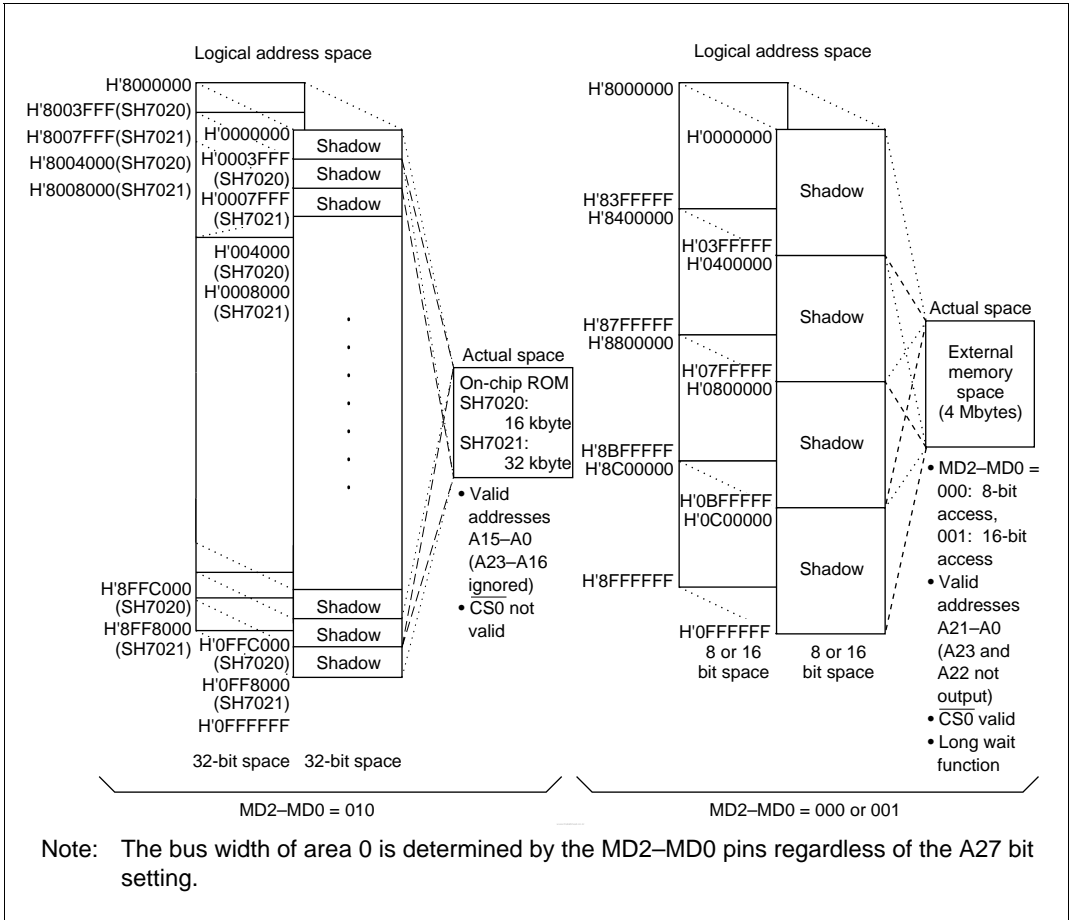 Logical address space
H'8000000
H'8003FFF(SH7020)
H'8007FFF(SH7021)
H'8004000(SH7020)
H'8008000(SH7021)
H'0000000
H'0003FFF
(SH7020)
H'0007FFF
(SH7021)
H'004000
(SH7020)
H'0008000
(SH7021)
Shadow
Shadow
Shadow
Actual space
On-chip ROM
SH7020:
16 kbyte
SH7021:
32 kbyte
• Valid
addresses
A15–A0
(A23–A16
ignored)
• CS0 not
valid
H'8FFC000
(SH7020)
H'8FF8000
(SH7021)
H'0FFC000
(SH7020)
H'0FF8000
(SH7021)
H'0FFFFFF
Shadow
Shadow
Shadow
32-bit space
32-bit space
MD2–MD0 = 010
Logical address space
H'8000000
H'0000000
H'83FFFFF
H'8400000
H'03FFFFF
H'0400000
H'87FFFFF
H'8800000
H'07FFFFF
H'0800000
H'8BFFFFF
H'8C00000
H'0BFFFFF
H'0C00000
H'8FFFFFF
H'0FFFFFF
Shadow
Shadow
Shadow
Shadow
8 or 16
bit space
8 or 16
bit space
Actual space
External
memory
space
(4 Mbytes)
• MD2–MD0 =
000: 8-bit
access,
001: 16-bit
access
• Valid
addresses
A21–A0
(A23 and
A22 not
output)
• CS0 valid
• Long wait
function
MD2–MD0 = 000 or 001
Note: The bus width of area 0 is determined by the MD2–MD0 pins regardless of the A27 bit
setting.